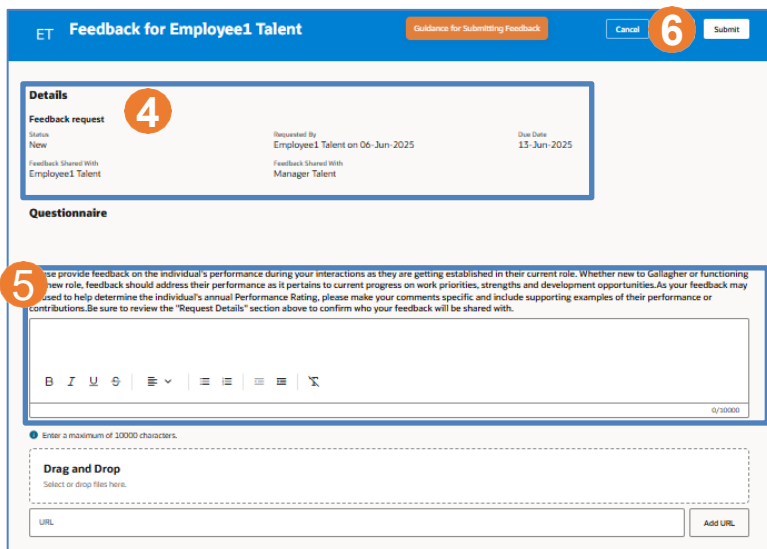 ET Feedback for Employee1 Talent
Guidance for Submitting Feedback
Cancel
6
Submit
Details
4
Feedback request
Status
New
Requested By
Employee1 Talent on 06-Jun-2025
Due Date
13-Jun-2025
Feedback Shared With
Employee1 Talent
Feedback Shared With
Manager Talent
Questionnaire
5
se provide feedback on the individual's performance during your interactions as they are getting established in their current role. Whether new to Gallagher or functioning
new role, feedback should address their performance as it pertains to current progress on work priorities, strengths and development opportunities.As your feedback may
used to help determine the individual's annual Performance Rating, please make your comments specific and include supporting examples of their performance or
contributions.Be sure to review the "Request Details" section above to confirm who your feedback will be shared with.
B I U S
0/10000
Enter a maximum of 10000 characters.
Drag and Drop
Select or drop files here.
URL
Add URL